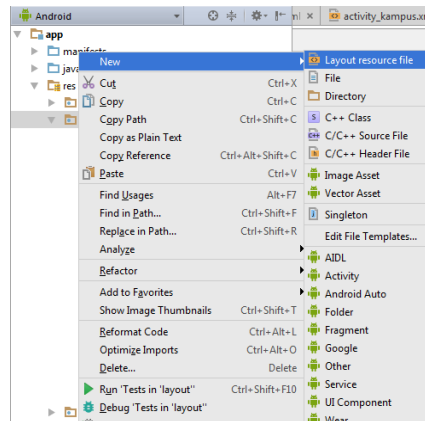 Android
ml
activity_kampus.xm
app
manifests
java
res
New
Cut Ctrl+X
Copy Ctrl+C
Copy Path Ctrl+Shift+C
Copy as Plain Text
Copy Reference Ctrl+Alt+Shift+C
Paste Ctrl+V
Find Usages Alt+F7
Find in Path... Ctrl+Shift+F
Replace in Path... Ctrl+Shift+R
Analyze
Refactor
Add to Favorites
Show Image Thumbnails Ctrl+Shift+T
Reformat Code Ctrl+Alt+L
Optimize Imports Ctrl+Alt+O
Delete... Delete
Run 'Tests in 'layout'' Ctrl+Shift+F10
Debug 'Tests in 'layout''
Layout resource file
File
Directory
C++ Class
C/C++ Source File
C/C++ Header File
Image Asset
Vector Asset
Singleton
Edit File Templates...
AIDL
Activity
Android Auto
Folder
Fragment
Google
Other
Service
UI Component
Wear